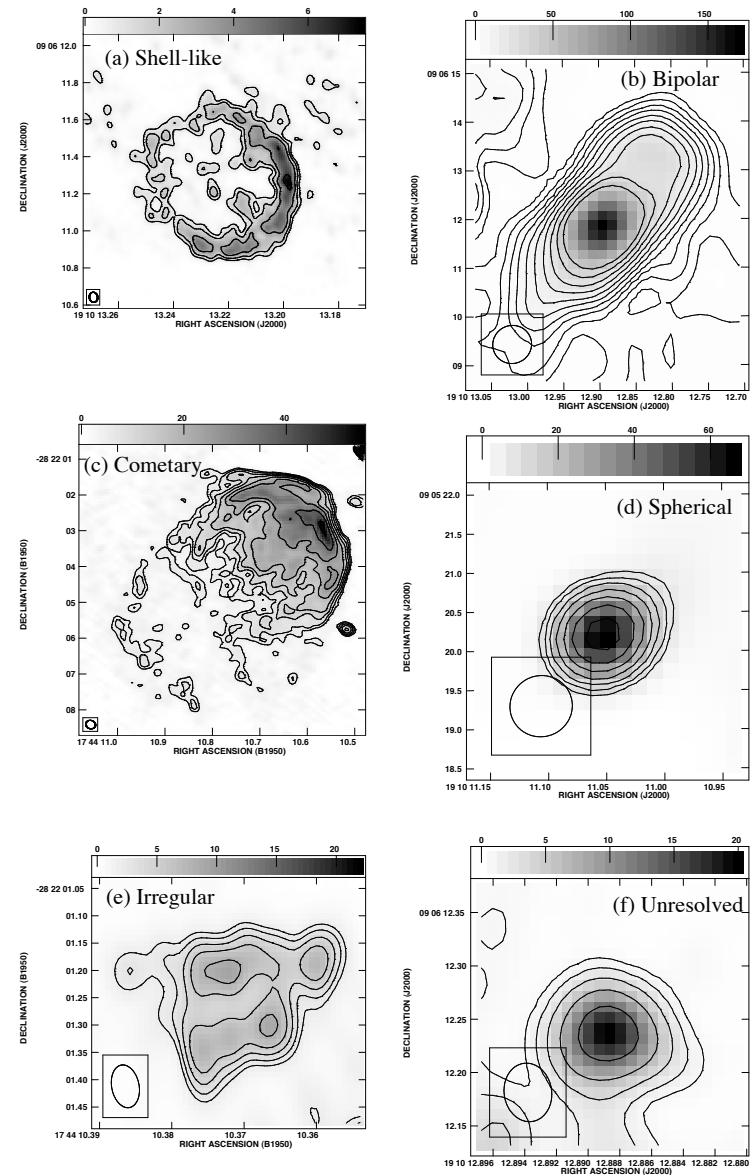 0 2 4 6
(a) Shell-like
09 06 12.0
11.8
11.6
11.4
11.2
11.0
10.8
10.6
DECLINATION (J2000)
19 10 13.26 13.24 13.22 13.20 13.18
RIGHT ASCENSION (J2000)
0 50 100 150
(b) Bipolar
09 06 15
14
13
12
11
10
09
DECLINATION (J2000)
19 10 13.05 13.00 12.95 12.90 12.85 12.80 12.75 12.70
RIGHT ASCENSION (J2000)
0 20 40
(c) Cometary
-28 22 01
02
03
04
05
06
07
08
DECLINATION (B1950)
17 44 11.0 10.9 10.8 10.7 10.6 10.5
RIGHT ASCENSION (B1950)
0 20 40 60
(d) Spherical
09 05 22.0
21.5
21.0
20.5
20.0
19.5
19.0
18.5
DECLINATION (J2000)
19 10 11.15 11.10 11.05 11.00 10.95
RIGHT ASCENSION (J2000)
0 5 10 15 20
(e) Irregular
-28 22 01.05
01.10
01.15
01.20
01.25
01.30
01.35
01.40
01.45
DECLINATION (B1950)
17 44 10.39 10.38 10.37 10.36
RIGHT ASCENSION (B1950)
0 5 10 15 20
(f) Unresolved
09 06 12.35
12.30
12.25
12.20
12.15
DECLINATION (J2000)
19 10 12.896 12.894 12.892 12.890 12.888 12.886 12.884 12.882 12.880
RIGHT ASCENSION (J2000)